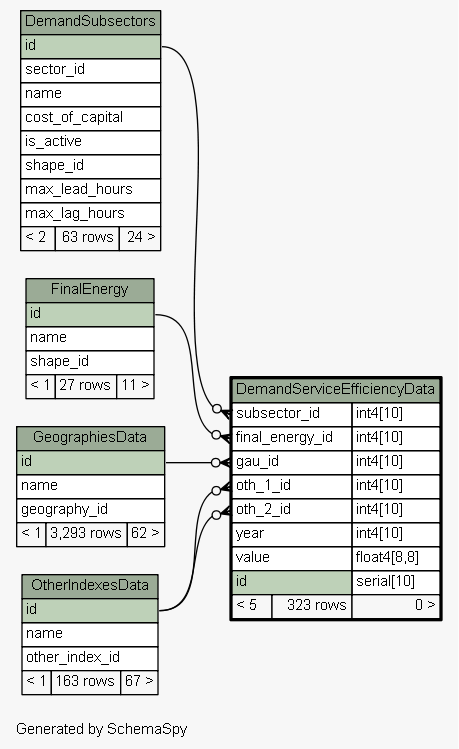 DemandSubsectors
id
sector_id
name
cost_of_capital
is_active
shape_id
max_lead_hours
max_lag_hours
< 2 63 rows 24 >
FinalEnergy
id
name
shape_id
< 1 27 rows 11 >
GeographiesData
id
name
geography_id
< 1 3,293 rows 62 >
OtherIndexesData
id
name
other_index_id
< 1 163 rows 67 >
DemandServiceEfficiencyData
subsector_id int4[10]
final_energy_id int4[10]
gau_id int4[10]
oth_1_id int4[10]
oth_2_id int4[10]
year int4[10]
value float4[8,8]
id serial[10]
< 5 323 rows 0 >
Generated by SchemaSpy